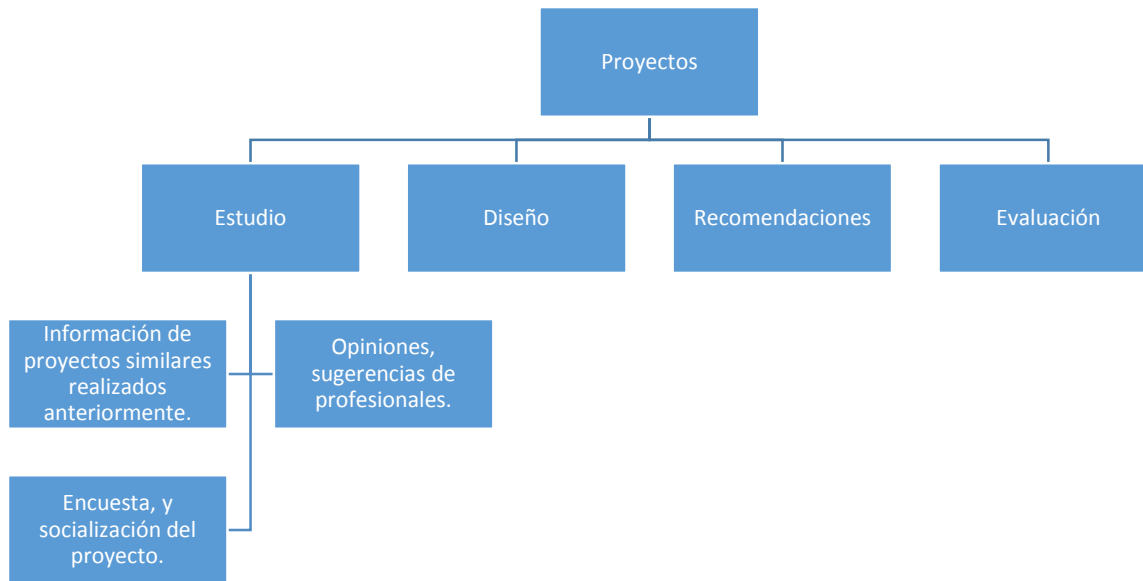 Proyectos
Estudio
Diseño
Recomendaciones
Evaluación
Información de
proyectos similares
realizados
anteriormente.
Opiniones,
sugerencias de
profesionales.
Encuesta, y
socialización del
proyecto.